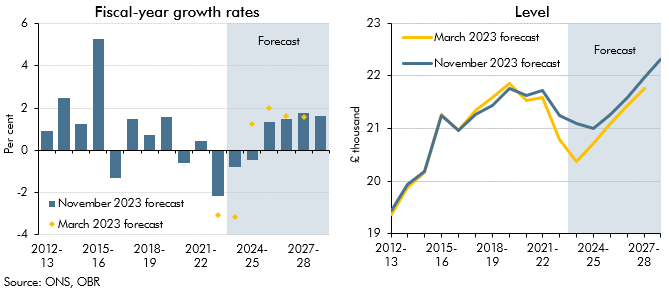 Fiscal-year growth rates
6
4
2
0
-2
-4
Per cent
Forecast
November 2023 forecast
March 2023 forecast
2012-13
2015-16
2018-19
2021-22
2024-25
2027-28
Level
23
22
21
20
19
£ thousand
March 2023 forecast
November 2023 forecast
Forecast
2012-13
2015-16
2018-19
2021-22
2024-25
2027-28
Source: ONS, OBR